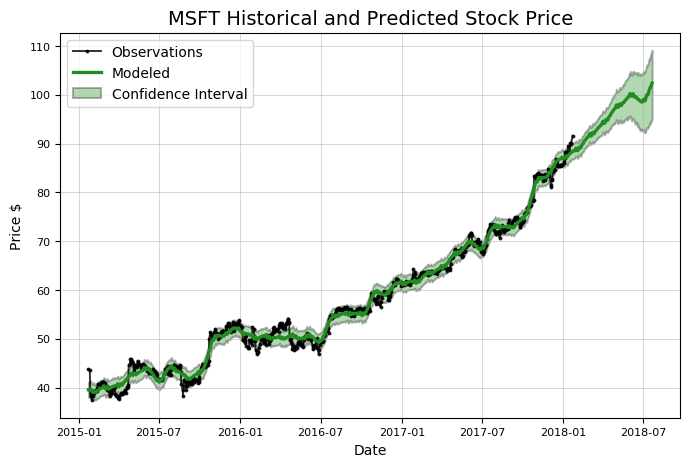 MSFT Historical and Predicted Stock Price
Observations
Modeled
Confidence Interval
Price $
110
100
90
80
70
60
50
40
2015-01 2015-07 2016-01 2016-07 2017-01 2017-07 2018-01 2018-07
Date